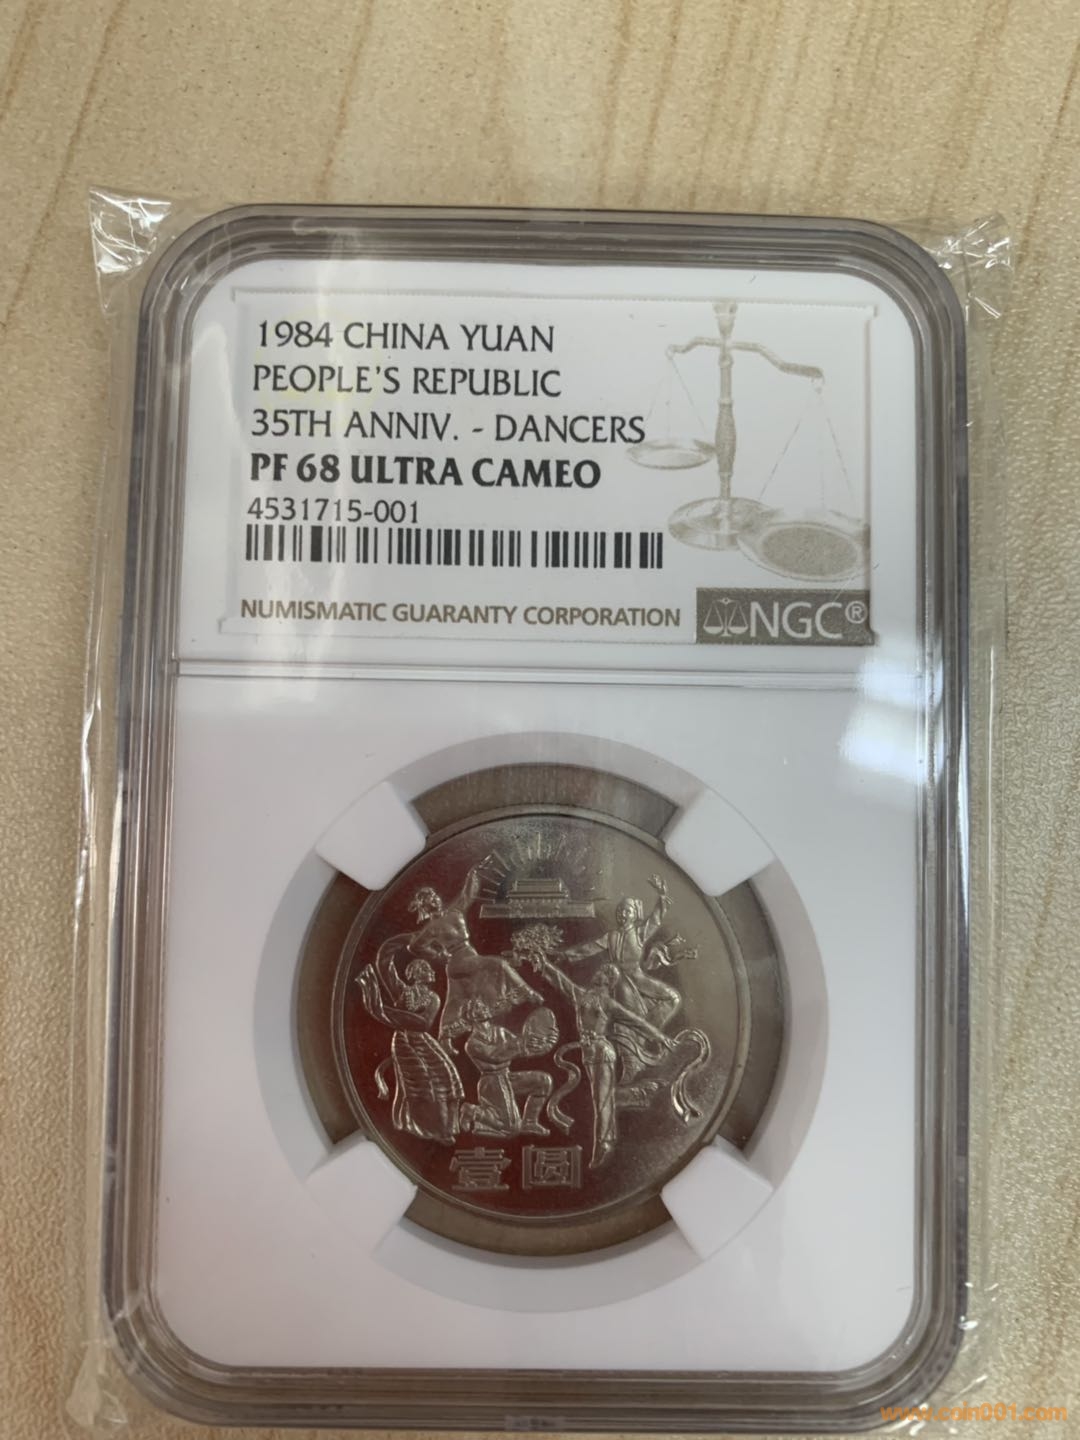 1984 CHINA YUAN
PEOPLE'S REPUBLIC
35TH ANNIV. - DANCERS
PF 68 ULTRA CAMEO
4531715-001
NUMISMATIC GUARANTY CORPORATION
NGC®
壹圆
www.coin001.com